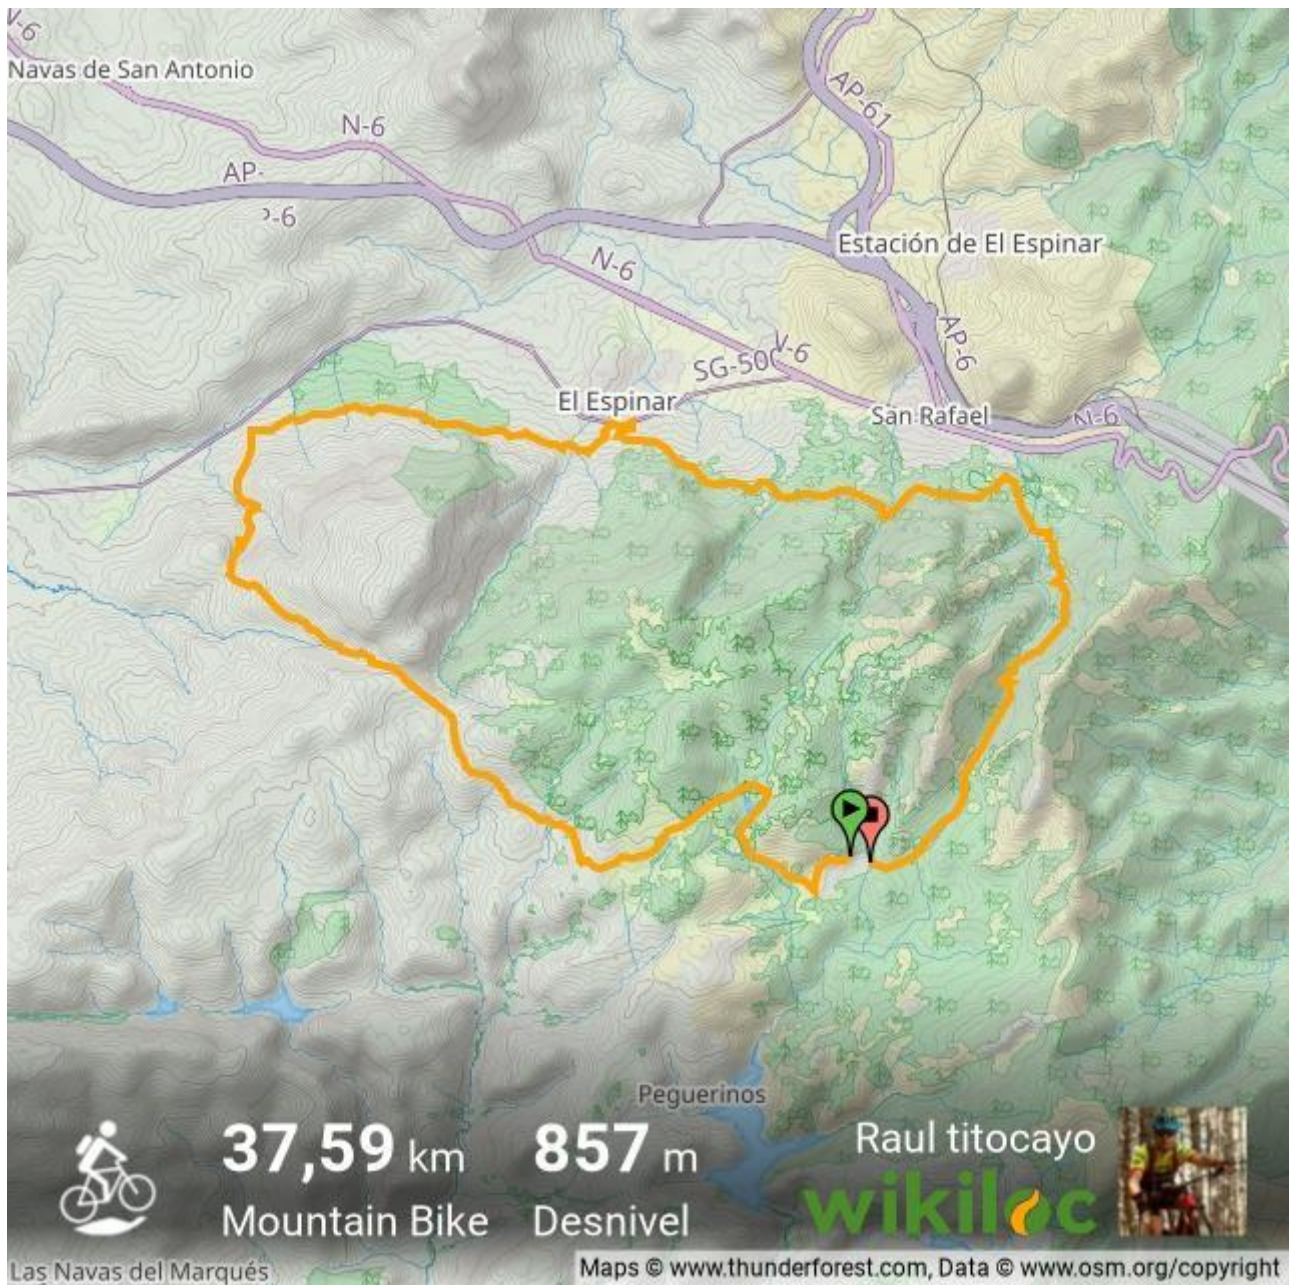 N-6
Navas de San Antonio
N-6
AP-61
AP-
P-6
Estación de El Espinar
N-6
AP-6
V-6
SG-500
El Espinar
San Rafael
N-6
Peguerinos
37,59 km
Mountain Bike
857 m
Desnivel
Raul titocayo
wikiloc
Las Navas del Marqués
Maps © www.thunderforest.com, Data © www.osm.org/copyright